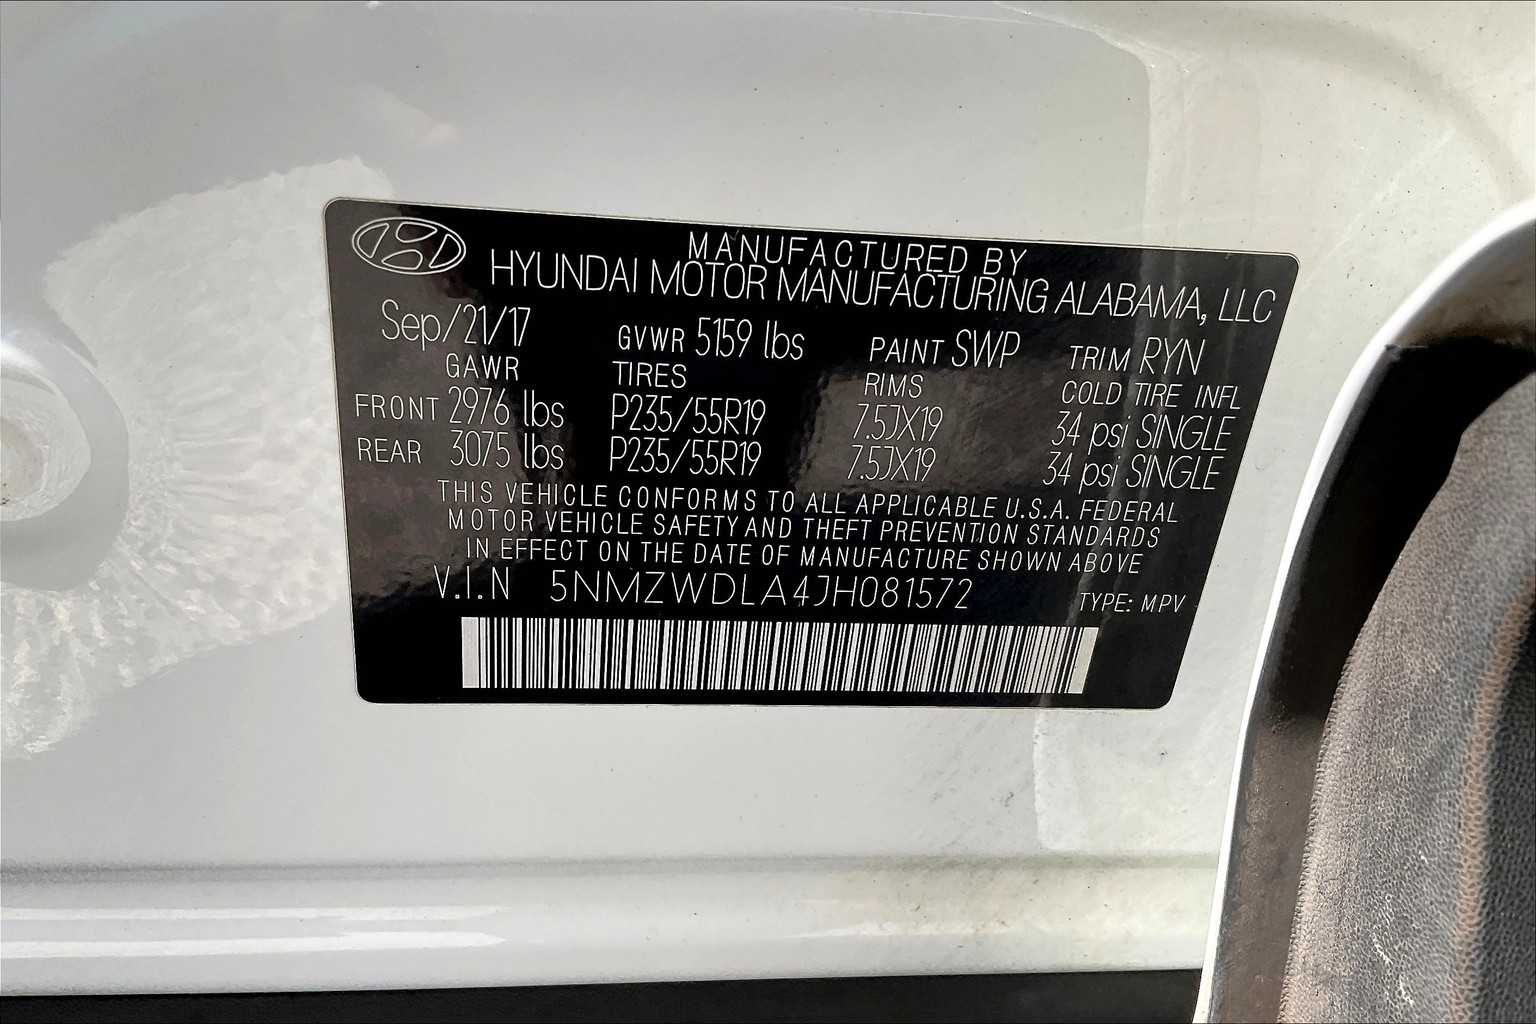 MANUFACTURED BY
HYUNDAI MOTOR MANUFACTURING ALABAMA, LLC
Sep/21/17 GVWR 5159 lbs PAINT SWP TRIM RYN
GAWR TIRES RIMS COLD TIRE INFL
FRONT 2976 lbs P235/55R19 7.5JX19 34 psi SINGLE
REAR 3075 lbs P235/55R19 7.5JX19 34 psi SINGLE
THIS VEHICLE CONFORMS TO ALL APPLICABLE U.S.A. FEDERAL
MOTOR VEHICLE SAFETY AND THEFT PREVENTION STANDARDS
IN EFFECT ON THE DATE OF MANUFACTURE SHOWN ABOVE
V.I.N 5NMZWDLA4JH081572 TYPE: MPV